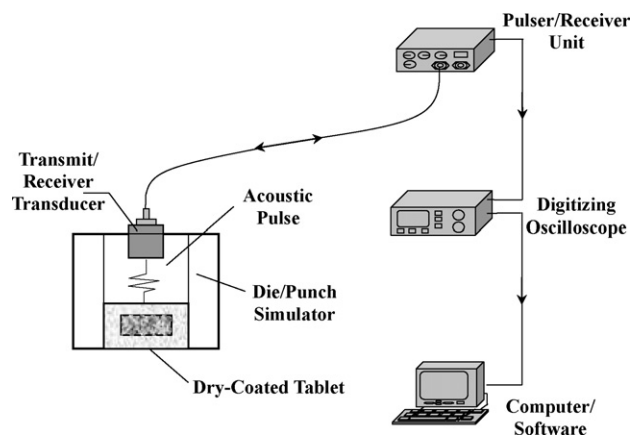 Pulser/Receiver
Unit
Transmit/
Receiver
Transducer
Acoustic
Pulse
Digitizing
Oscilloscope
Die/Punch
Simulator
Dry-Coated Tablet
Computer/
Software